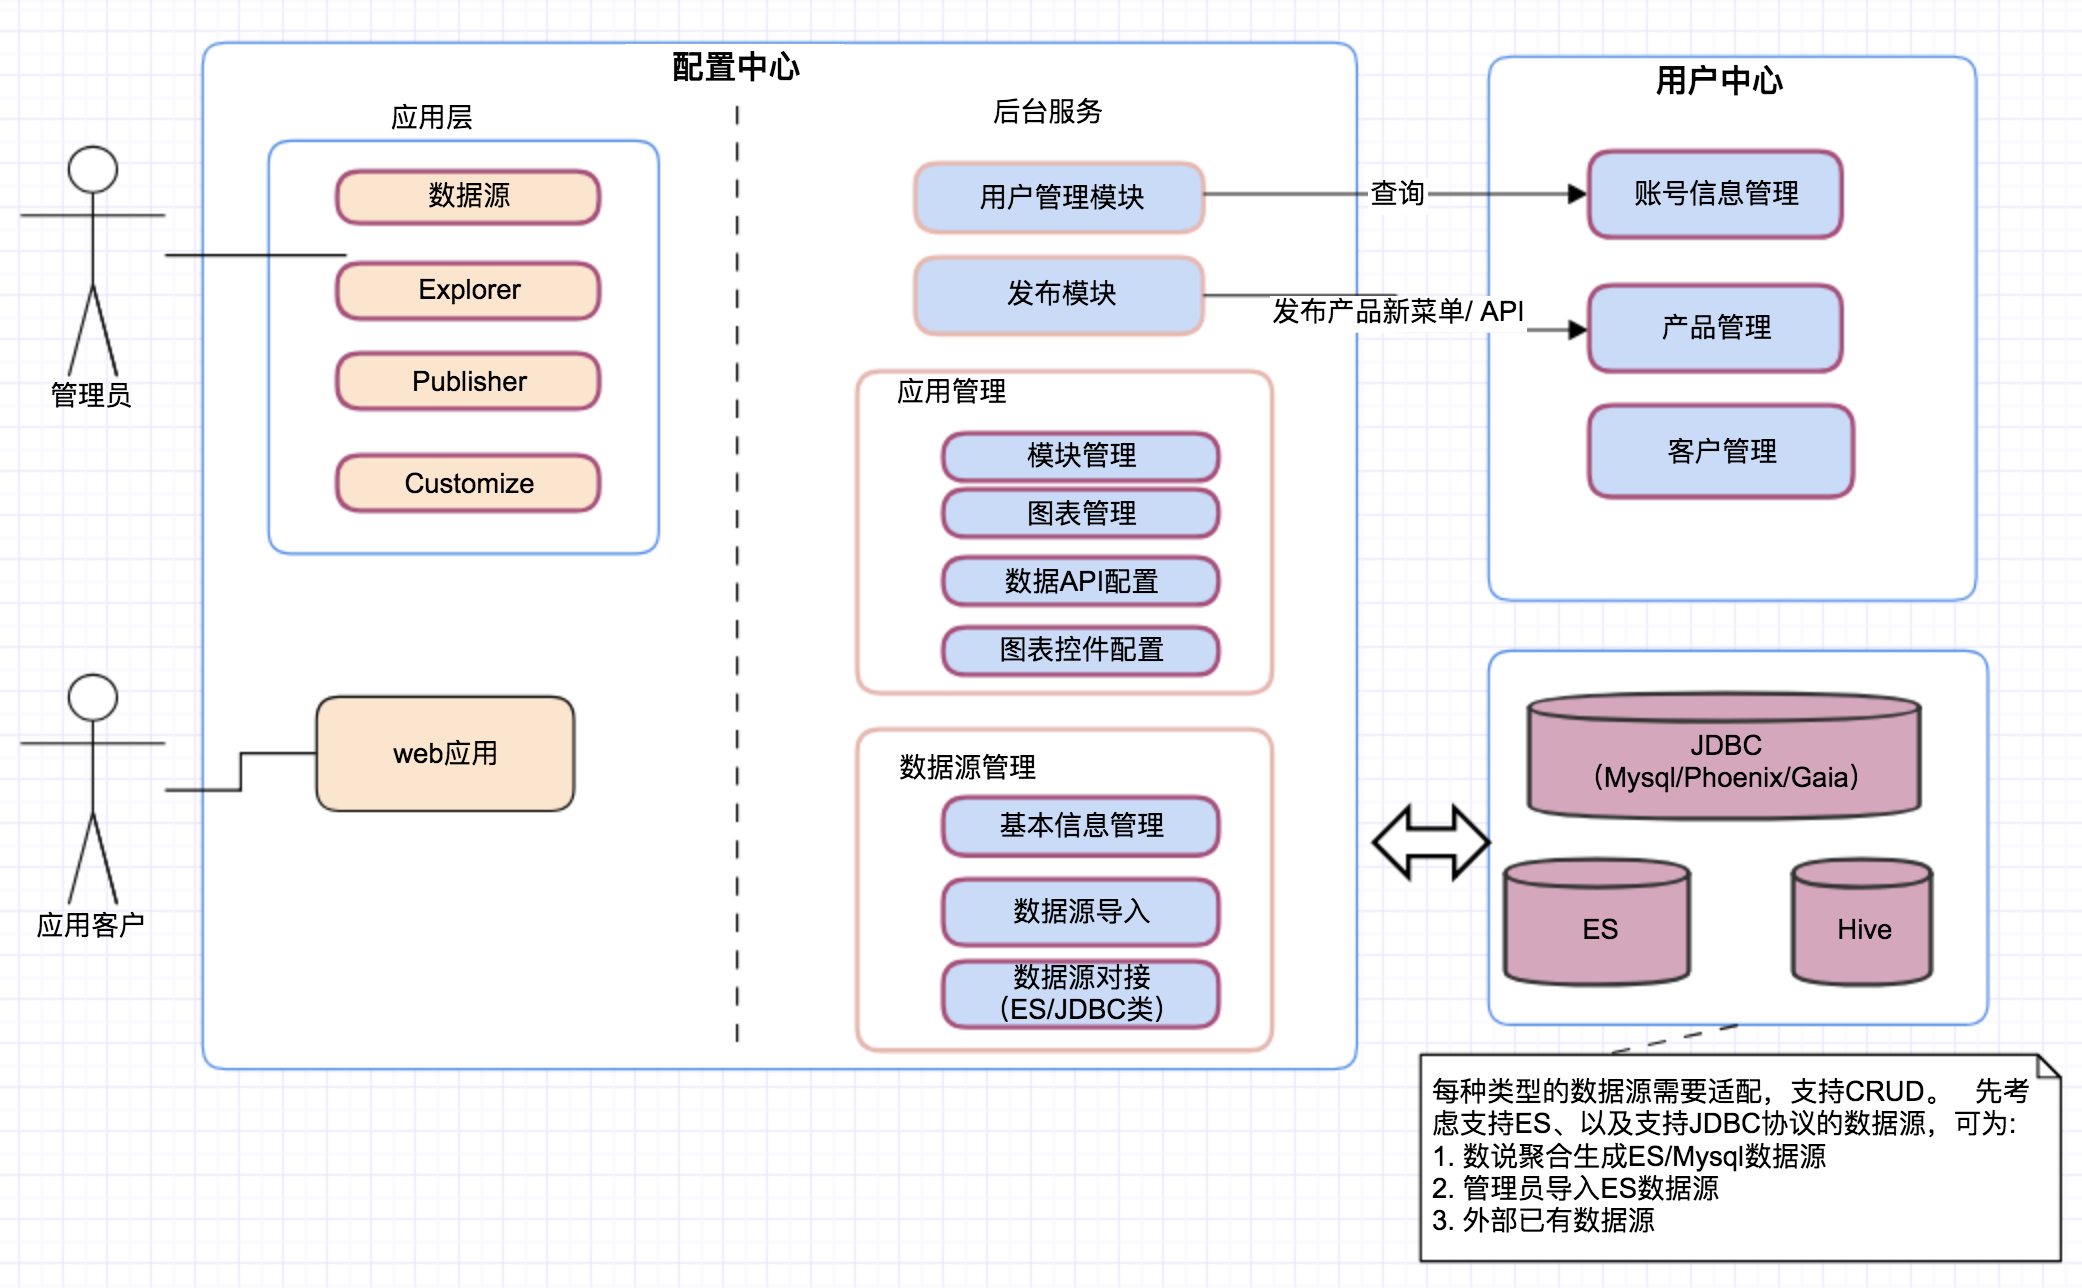 配置中心
应用层
数据源
Explorer
Publisher
Customize
管理员
web应用
应用客户
后台服务
用户管理模块
发布模块
应用管理
模块管理
图表管理
数据API配置
图表控件配置
数据源管理
基本信息管理
数据源导入
数据源对接
（ES/JDBC类）
查询
发布产品新菜单/ API
用户中心
账号信息管理
产品管理
客户管理
JDBC
（Mysql/Phoenix/Gaia）
ES
Hive
每种类型的数据源需要适配，支持CRUD。 先考
虑支持ES、以及支持JDBC协议的数据源，可为:
1. 数说聚合生成ES/Mysql数据源
2. 管理员导入ES数据源
3. 外部已有数据源